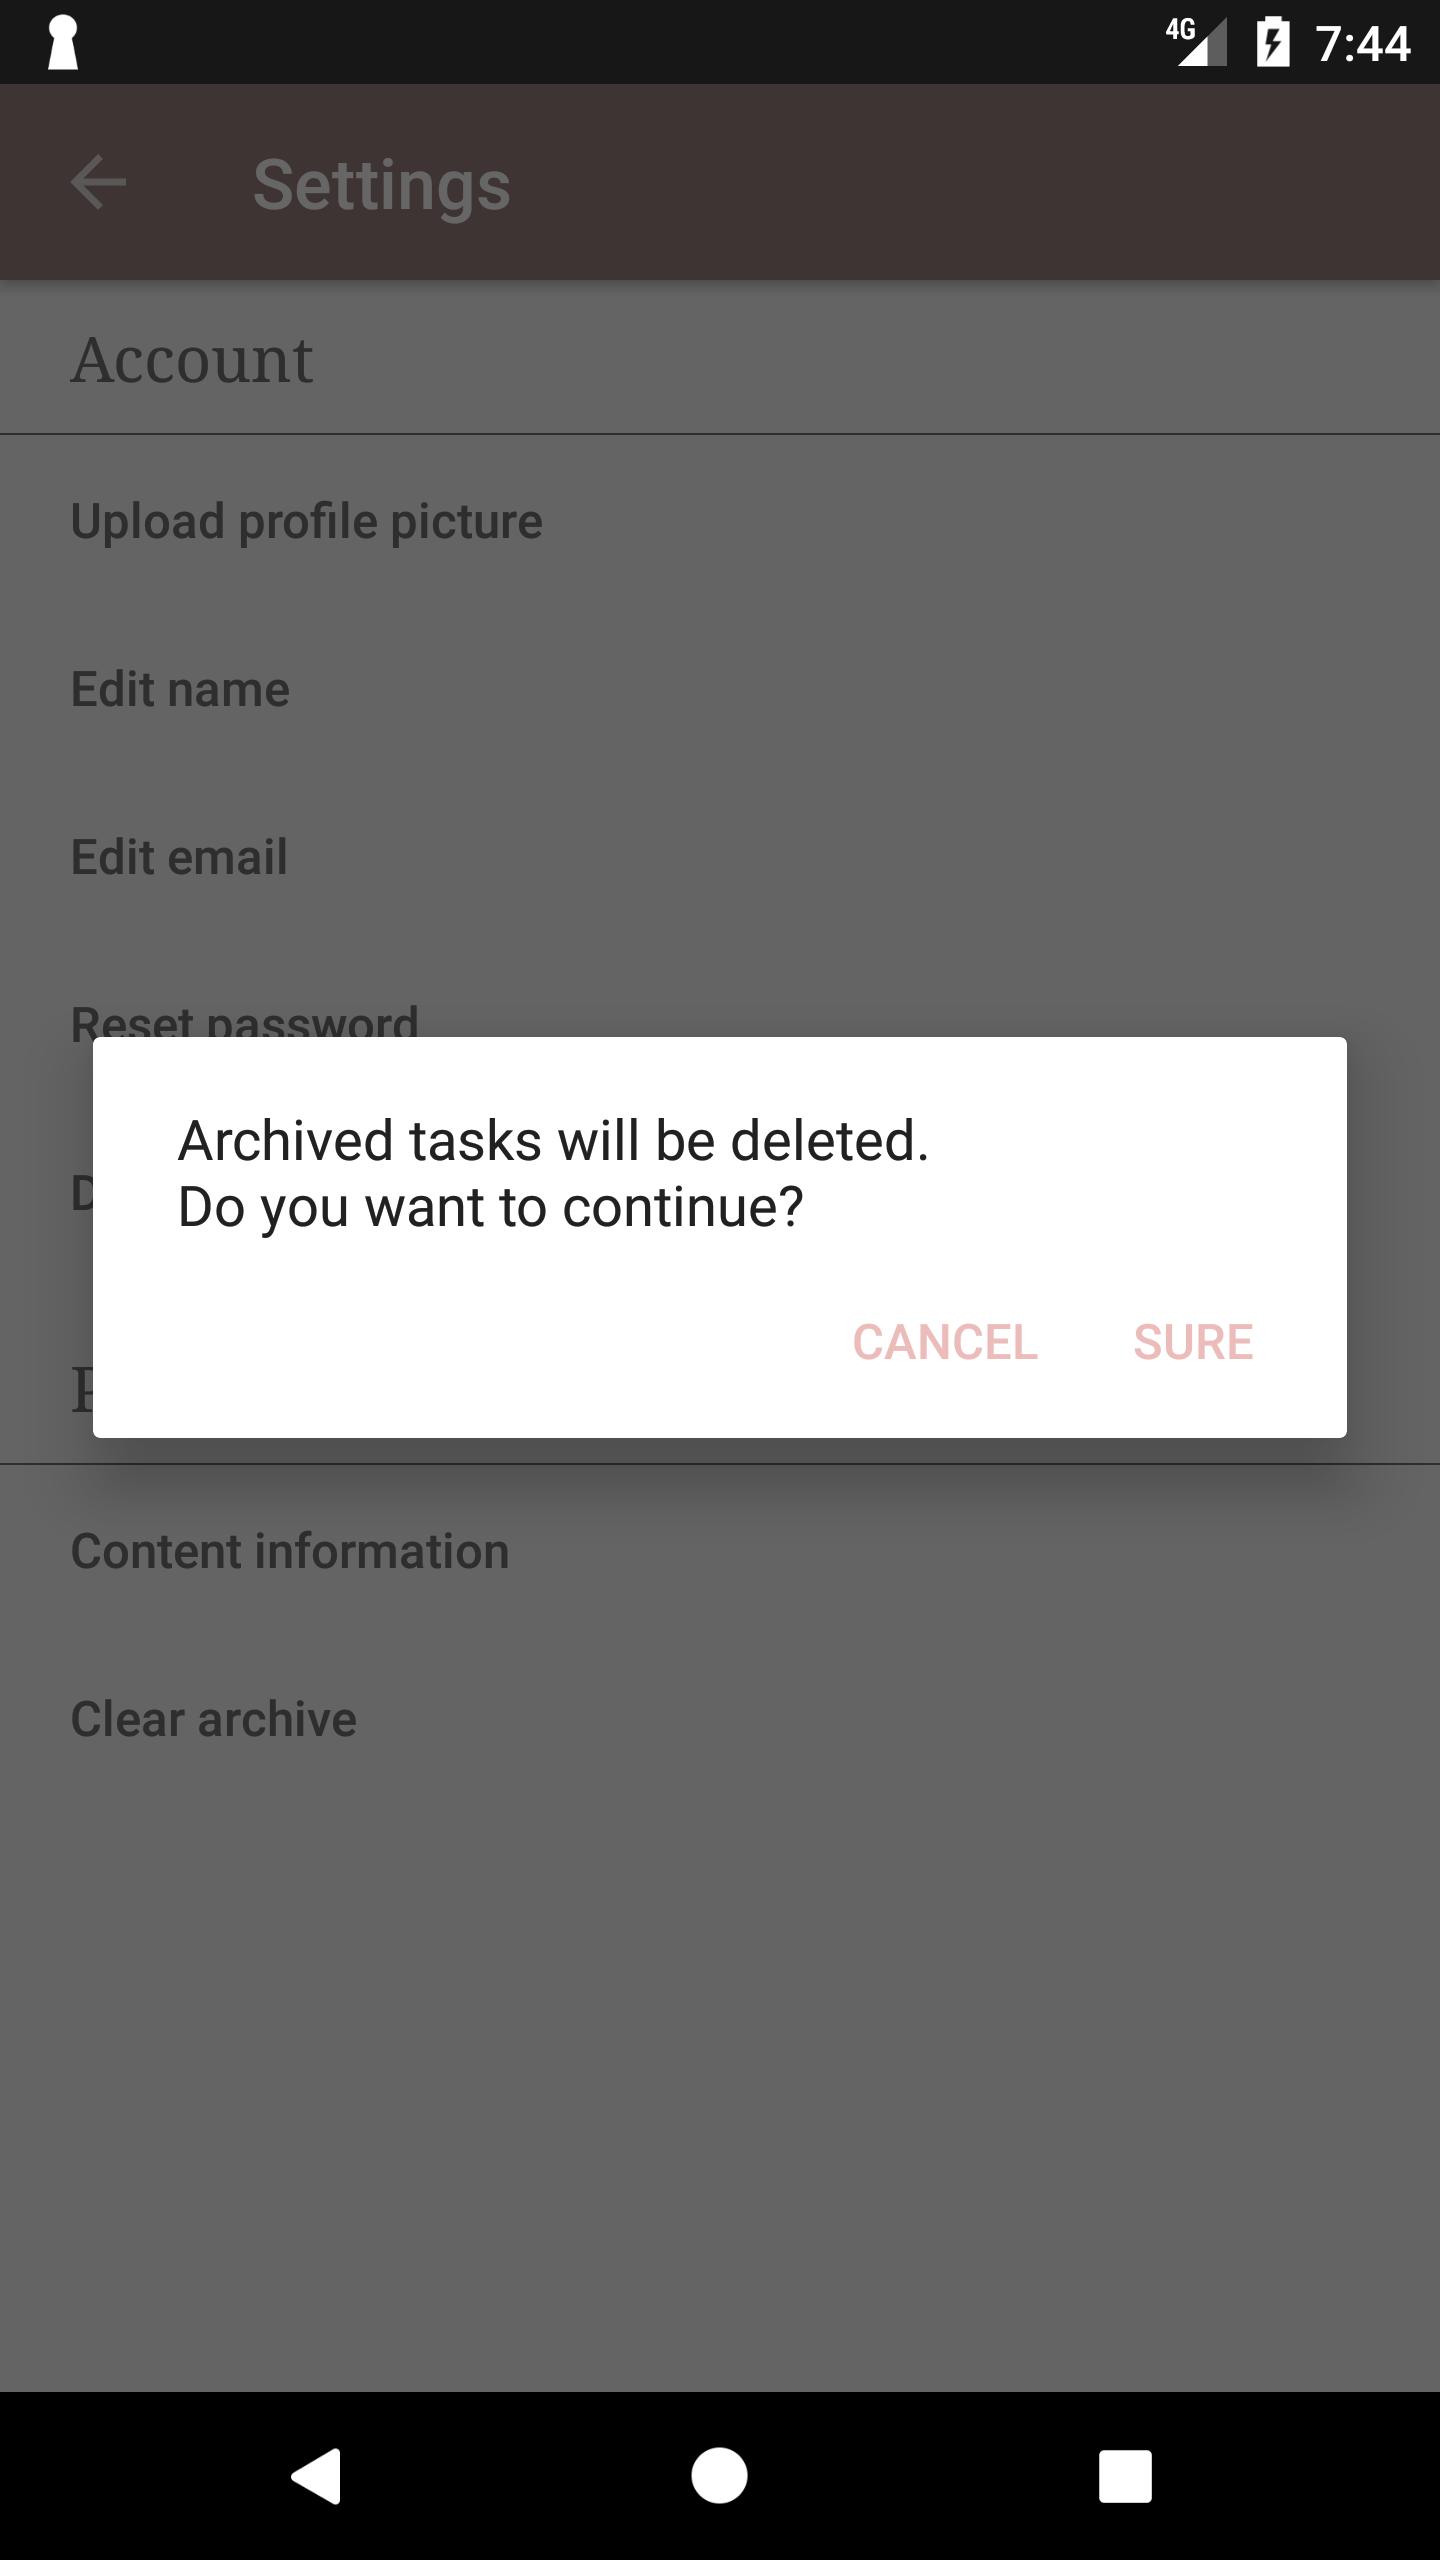 4G 7:44
Settings
Account
Upload profile picture
Edit name
Edit email
Reset password
Archived tasks will be deleted.
Do you want to continue?
CANCEL SURE
Content information
Clear archive